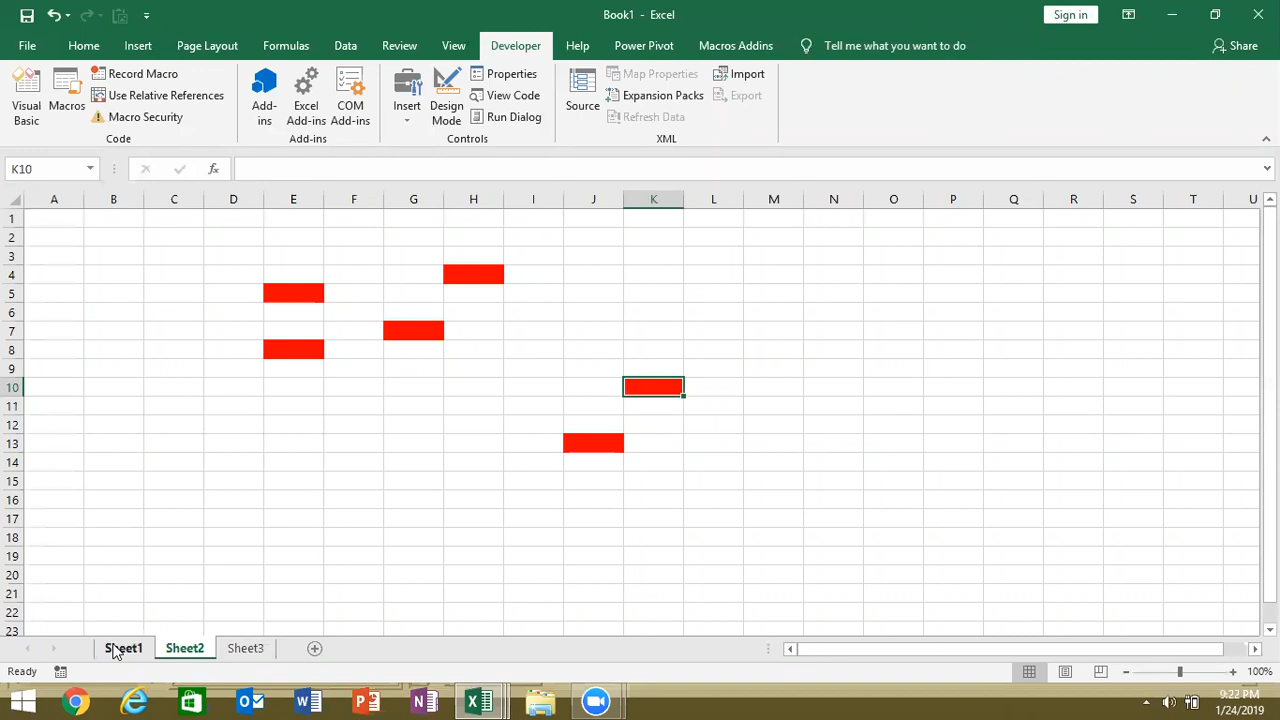 Book1 - Excel
Sign in
File Home Insert Page Layout Formulas Data Review View Developer Help Power Pivot Macros Addins Tell me what you want to do Share
Visual Basic
Macros
Record Macro
Use Relative References
Macro Security
Code
Add-ins
Excel Add-ins
COM Add-ins
Add-ins
Insert
Design Mode
Properties
View Code
Run Dialog
Controls
Source
Map Properties
Expansion Packs
Refresh Data
Import
Export
XML
K10
fx
A B C D E F G H I J K L M N O P Q R S T U
1
2
3
4
5
6
7
8
9
10
11
12
13
14
15
16
17
18
19
20
21
22
23
Sheet1 Sheet2 Sheet3
Ready
100%
9:22 PM
1/24/2019